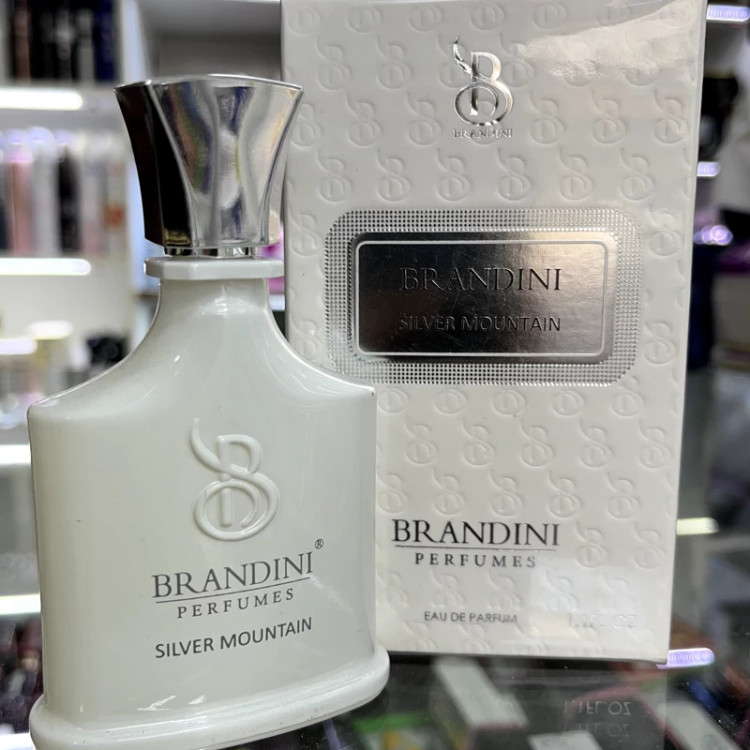 BRANDINI
BRANDINI
SILVER MOUNTAIN
BRANDINI
PERFUMES
EAU DE PARFUM
BRANDINI®
PERFUMES
SILVER MOUNTAIN